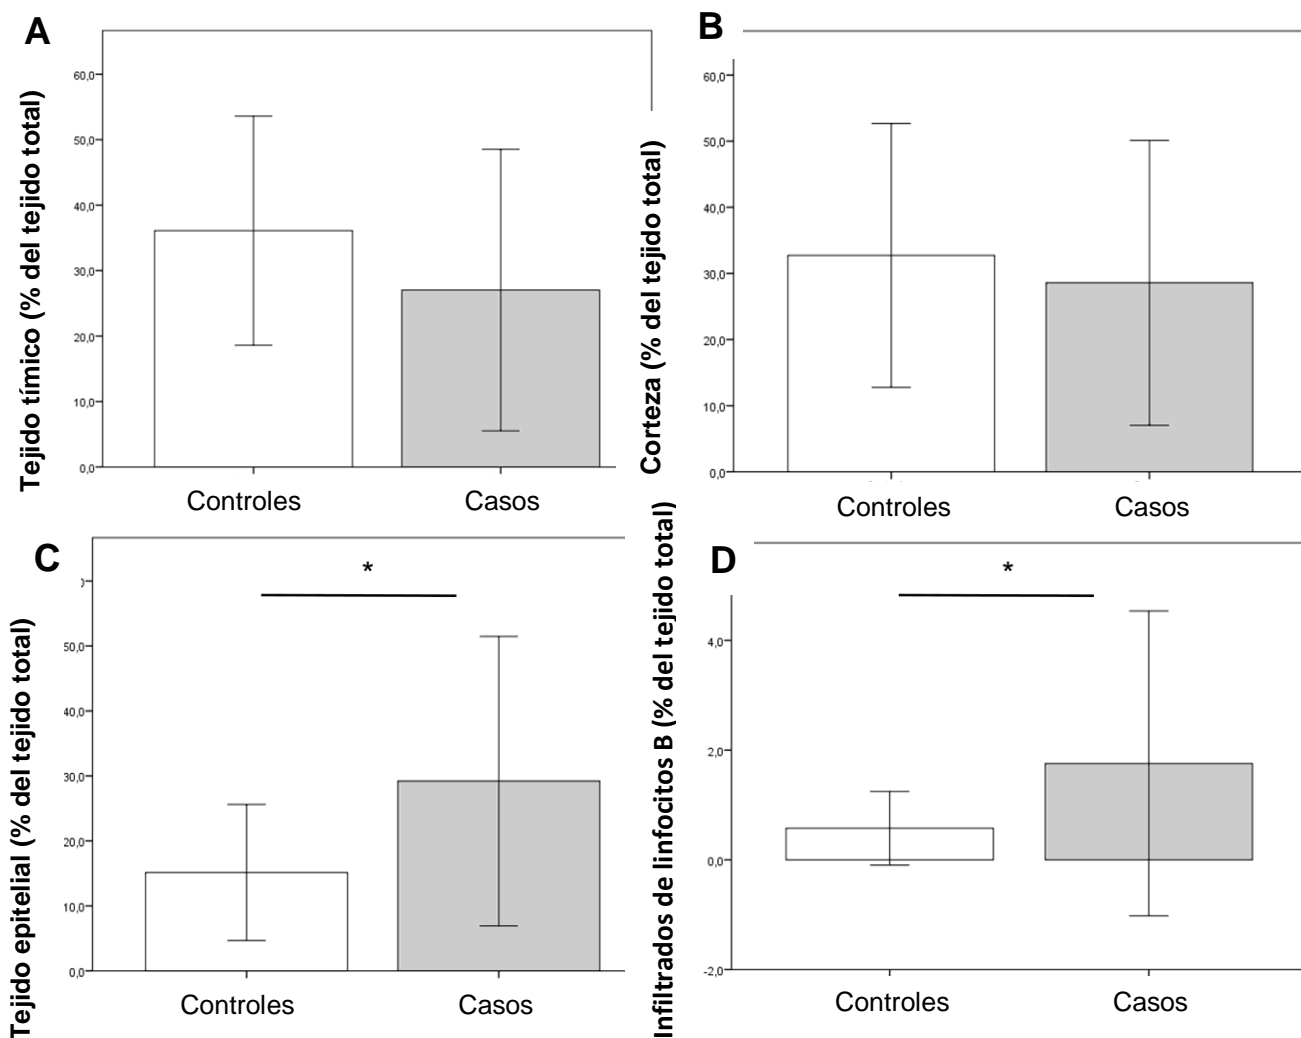 A
Tejido tímico (% del tejido total)
60,0
50,0
40,0
30,0
20,0
10,0
0,0
Controles
Casos
B
Corteza (% del tejido total)
60,0
50,0
40,0
30,0
20,0
10,0
0,0
Controles
Casos
C
*
Tejido epitelial (% del tejido total)
50,0
40,0
30,0
20,0
10,0
0,0
Controles
Casos
D
*
Infiltrados de linfocitos B (% del tejido total)
4,0
2,0
0,0
-2,0
Controles
Casos